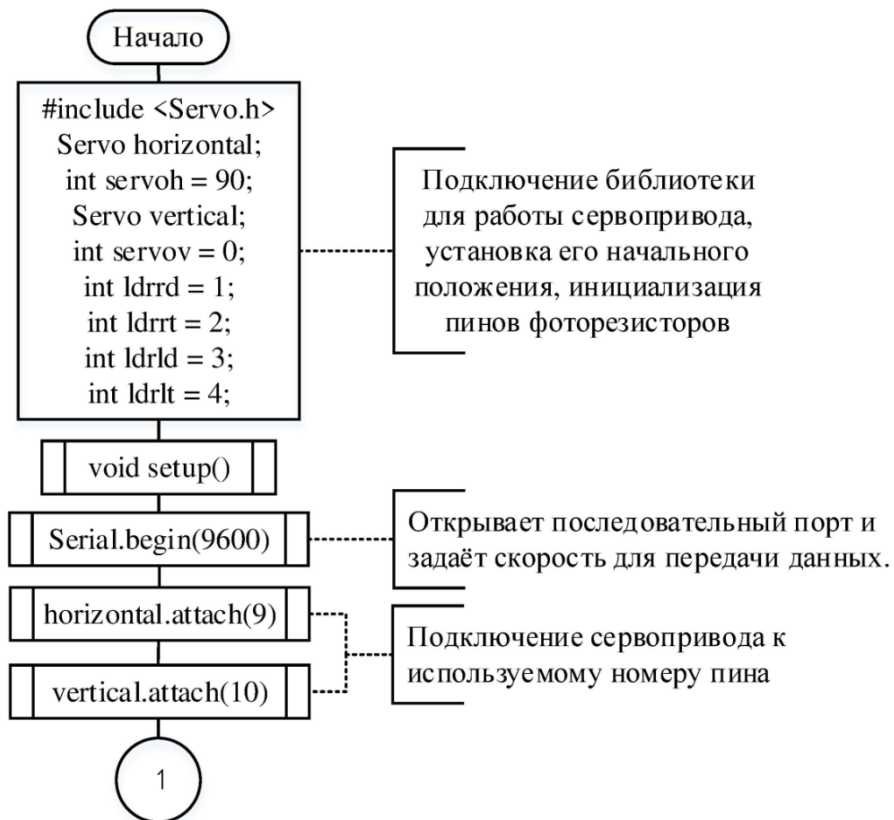 Начало
#include <Servo.h>
Servo horizontal;
int servoh = 90;
Servo vertical;
int servov = 0;
int ldrrd = 1;
int ldrrt = 2;
int ldrld = 3;
int ldrlt = 4;
Подключение библиотеки
для работы сервопривода,
установка его начального
положения, инициализация
пинов фоторезисторов
void setup()
Serial.begin(9600)
Открывает последовательный порт и
задаёт скорость для передачи данных.
horizontal.attach(9)
vertical.attach(10)
Подключение сервопривода к
используемому номеру пина
1